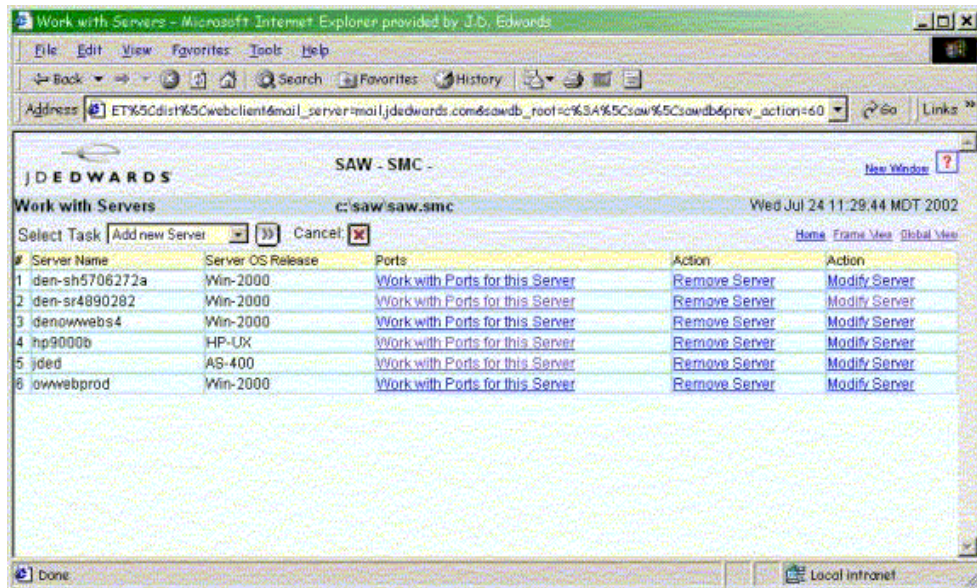 Work with Servers - Microsoft Internet Explorer provided by J.D. Edwards
File Edit View Favorites Tools Help
Back Search Favorites History
Address ET%5Cdist%5Cwebclient&mail_server=mail.jdedwards.com&sawdb_root=c%3A%5Csaw%5Csawdb&prev_action=60 Go Links »
JDEDWARDS SAW - SMC - New Window ?
Work with Servers c:\saw\saw.smc Wed Jul 24 11:29:44 MDT 2002
Select Task Add new Server Cancel: Home Frame View Global View
# Server Name Server OS Release Ports Action Action
1 den-sh5706272a Win-2000 Work with Ports for this Server Remove Server Modify Server
2 den-sr4890282 Win-2000 Work with Ports for this Server Remove Server Modify Server
3 denowwebs4 Win-2000 Work with Ports for this Server Remove Server Modify Server
4 hp9000b HP-UX Work with Ports for this Server Remove Server Modify Server
5 jded AS-400 Work with Ports for this Server Remove Server Modify Server
6 owwebprod Win-2000 Work with Ports for this Server Remove Server Modify Server
Done Local intranet